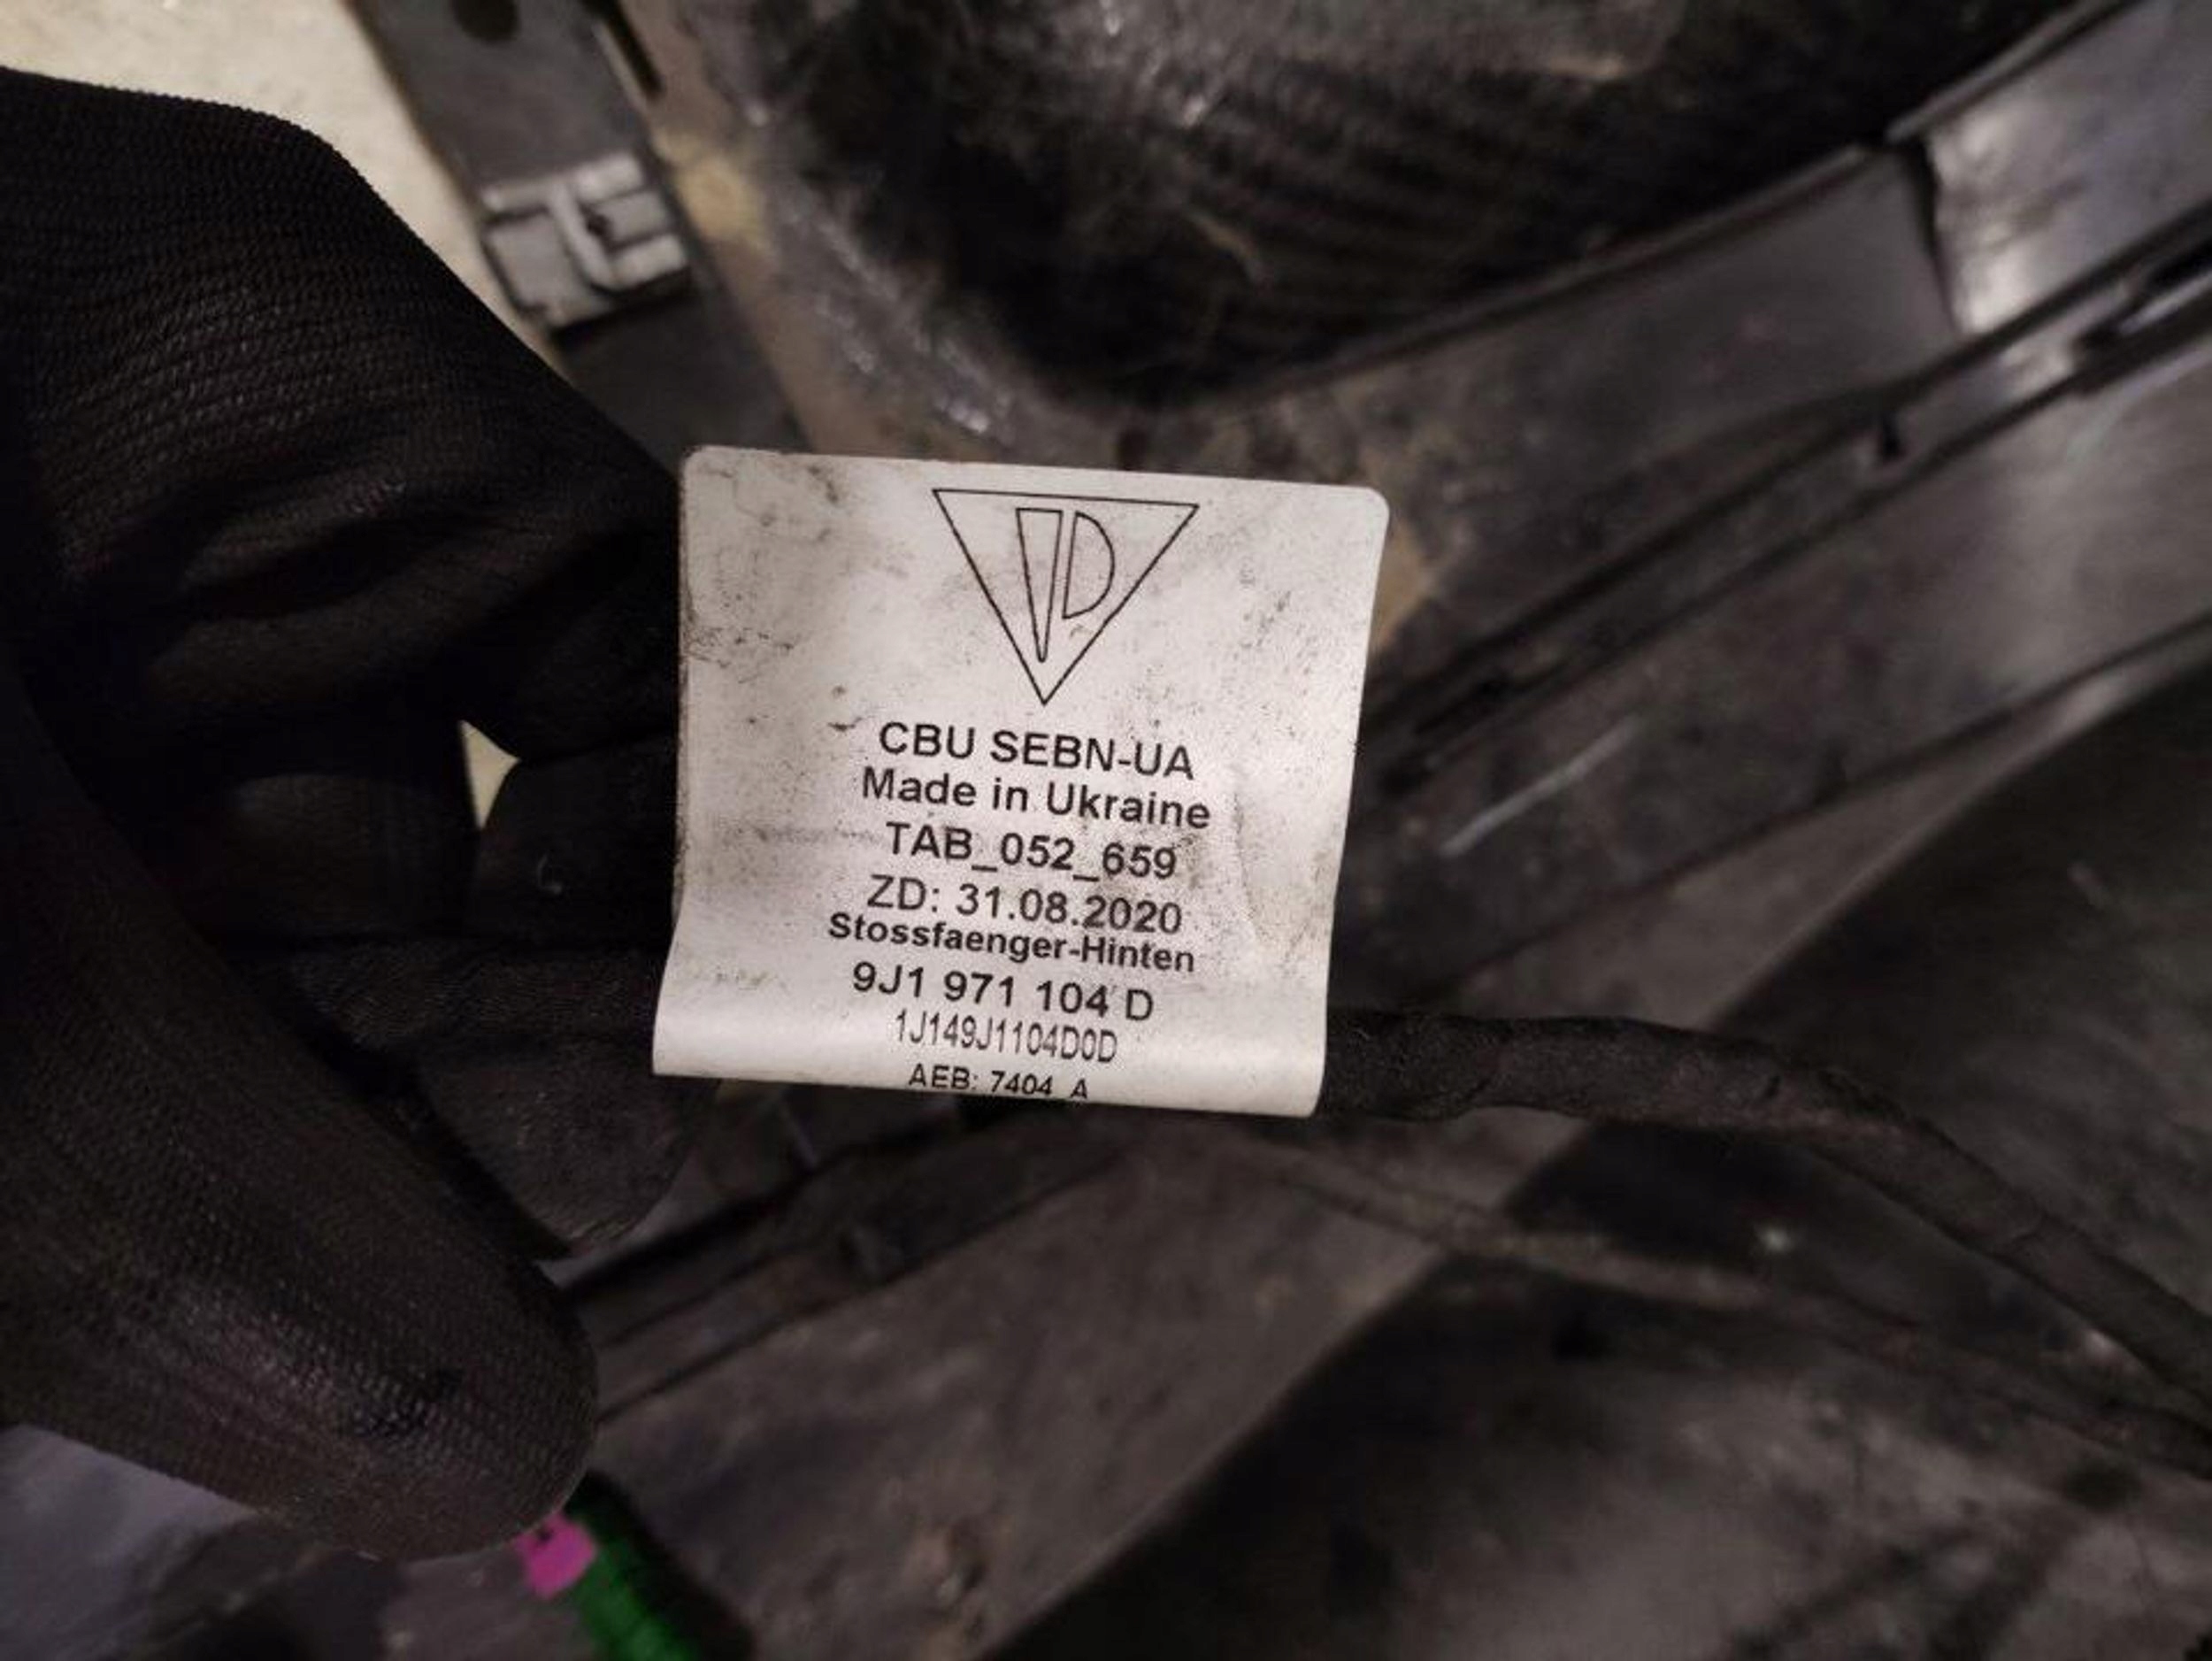 CBU SEBN-UA
Made in Ukraine
TAB_052_659
ZD: 31.08.2020
Stossfaenger-Hinten
9J1 971 104 D
1J149J1104D0D
AEB: 7404_A